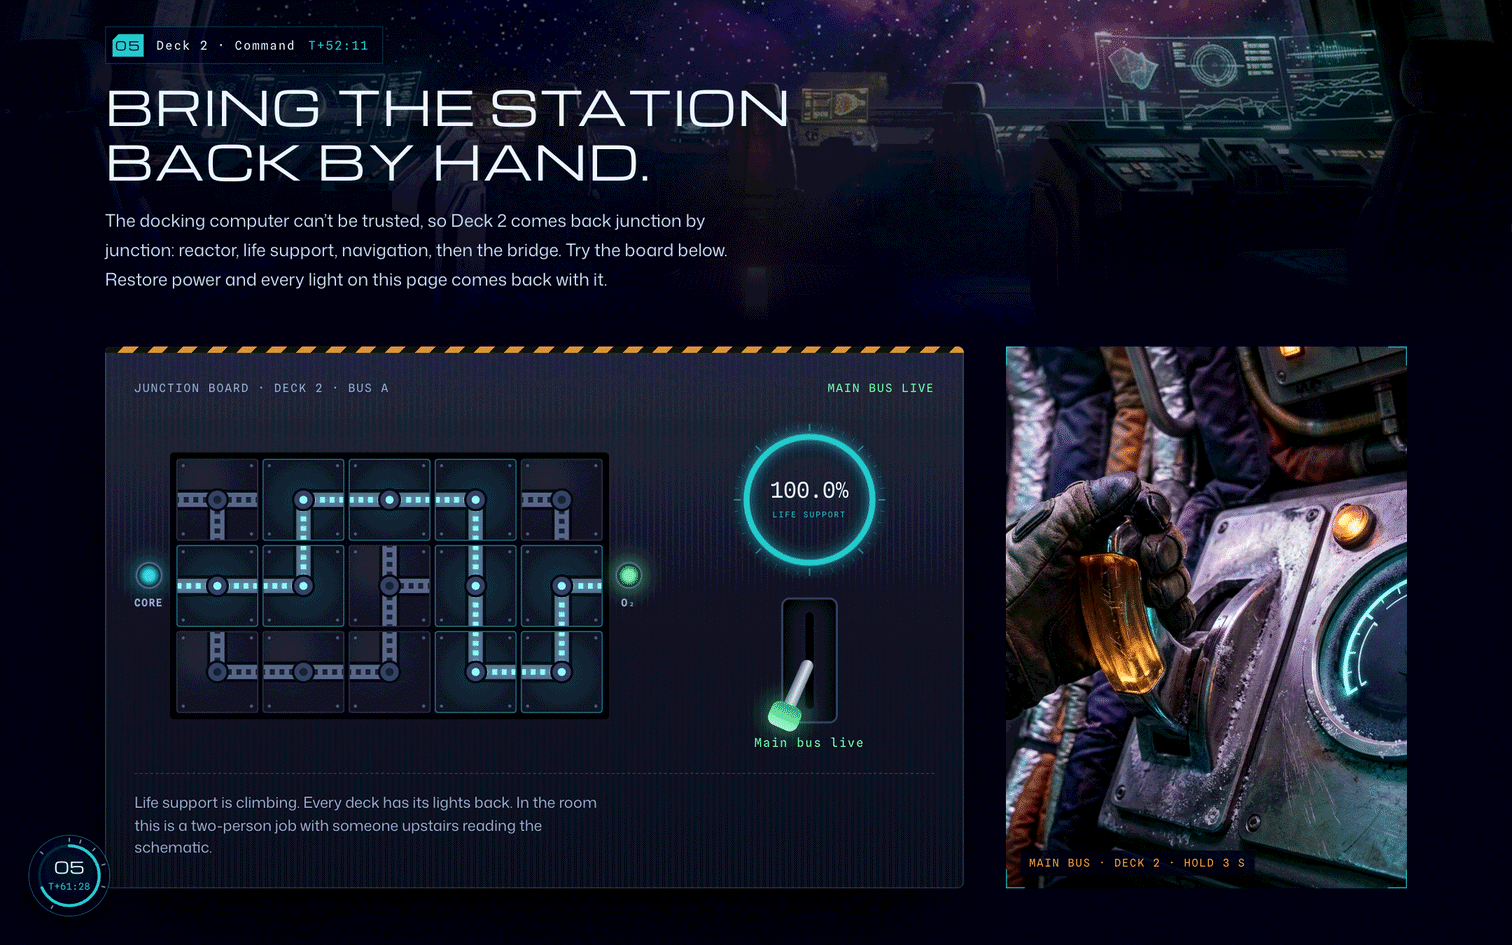 05 Deck 2 · Command T+52:11
BRING THE STATION
BACK BY HAND.
The docking computer can't be trusted, so Deck 2 comes back junction by
junction: reactor, life support, navigation, then the bridge. Try the board below.
Restore power and every light on this page comes back with it.
JUNCTION BOARD · DECK 2 · BUS A
MAIN BUS LIVE
100.0%
LIFE SUPPORT
CORE
O₂
Main bus live
Life support is climbing. Every deck has its lights back. In the room
this is a two-person job with someone upstairs reading the
schematic.
05
T+61:28
MAIN BUS · DECK 2 · HOLD 3 S